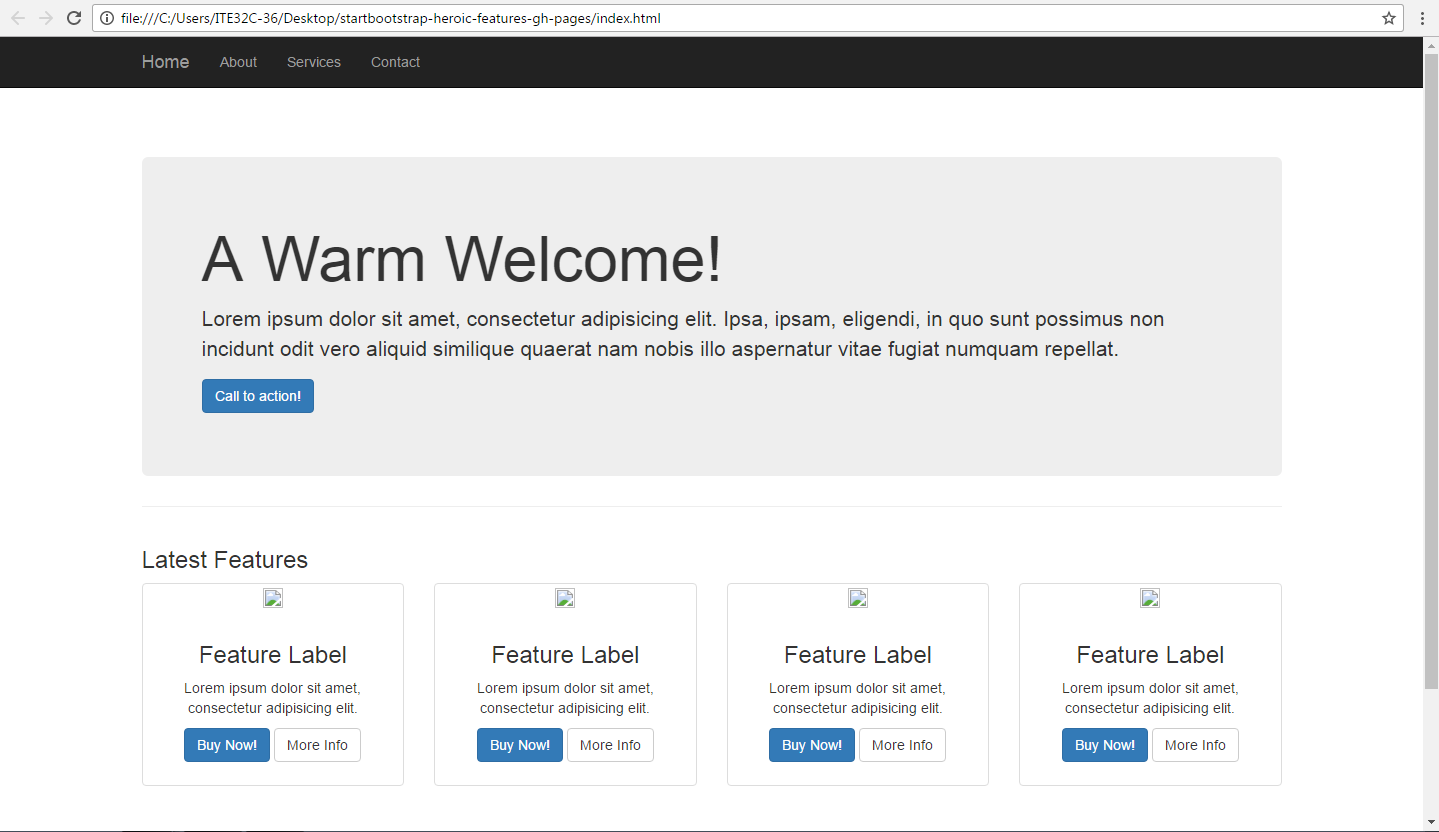 file:///C:/Users/ITE32C-36/Desktop/startbootstrap-heroic-features-gh-pages/index.html
Home About Services Contact
A Warm Welcome!
Lorem ipsum dolor sit amet, consectetur adipisicing elit. Ipsa, ipsam, eligendi, in quo sunt possimus non
incidunt odit vero aliquid similique quaerat nam nobis illo aspernatur vitae fugiat numquam repellat.
Call to action!
Latest Features
Feature Label
Lorem ipsum dolor sit amet,
consectetur adipisicing elit.
Buy Now! More Info
Feature Label
Lorem ipsum dolor sit amet,
consectetur adipisicing elit.
Buy Now! More Info
Feature Label
Lorem ipsum dolor sit amet,
consectetur adipisicing elit.
Buy Now! More Info
Feature Label
Lorem ipsum dolor sit amet,
consectetur adipisicing elit.
Buy Now! More Info